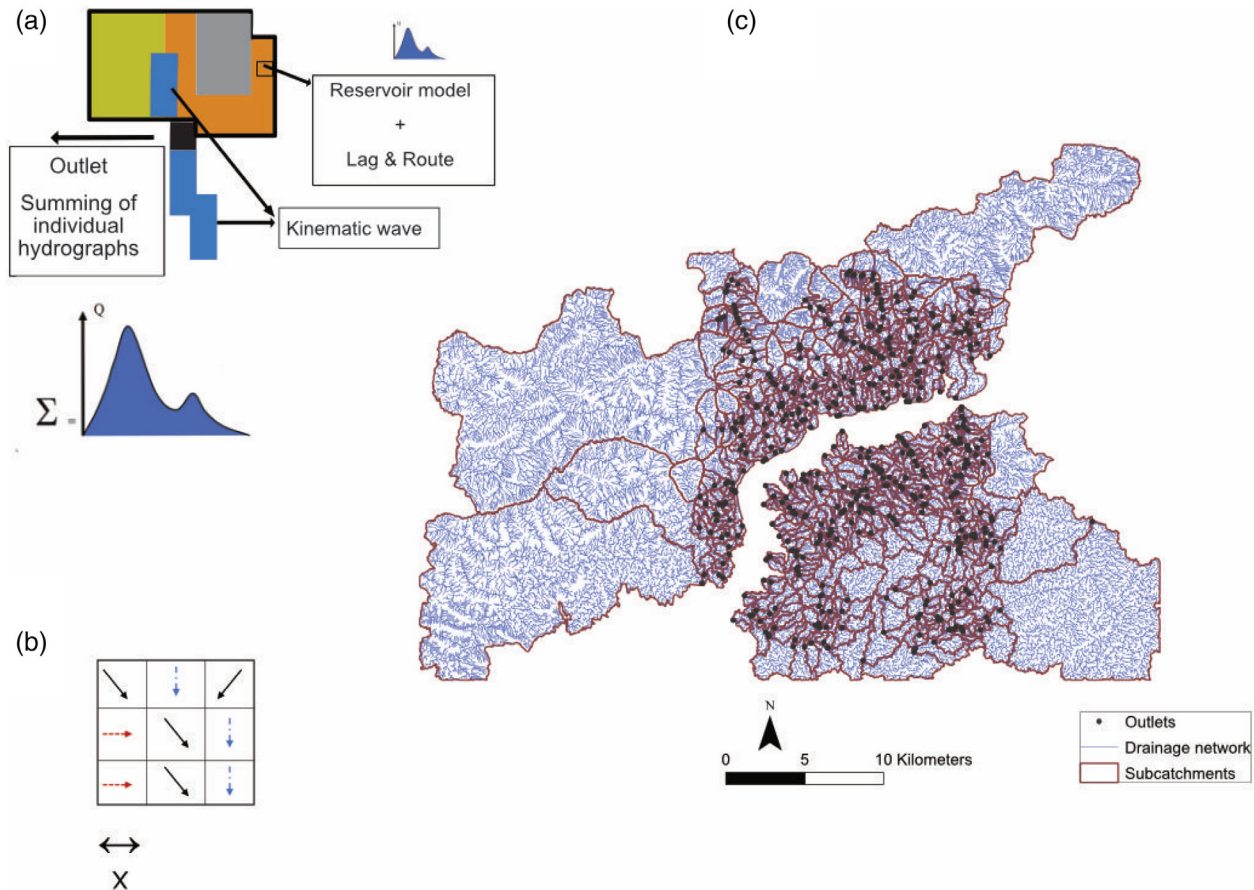 (a)
Q
Reservoir model
+
Lag & Route
Outlet
Summing of
individual
hydrographs
Kinematic wave
Q
Σ =
(b)
X
(c)
N
0 5 10 Kilometers
Outlets
Drainage network
Subcatchments